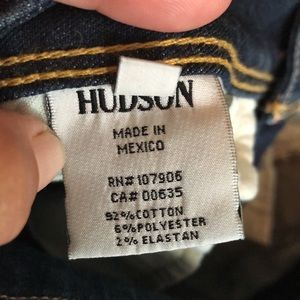 HUDSON
MADE IN
MEXICO
RN#107906
CA# 00635
92%COTTON
6%POLYESTER
2% ELASTAN